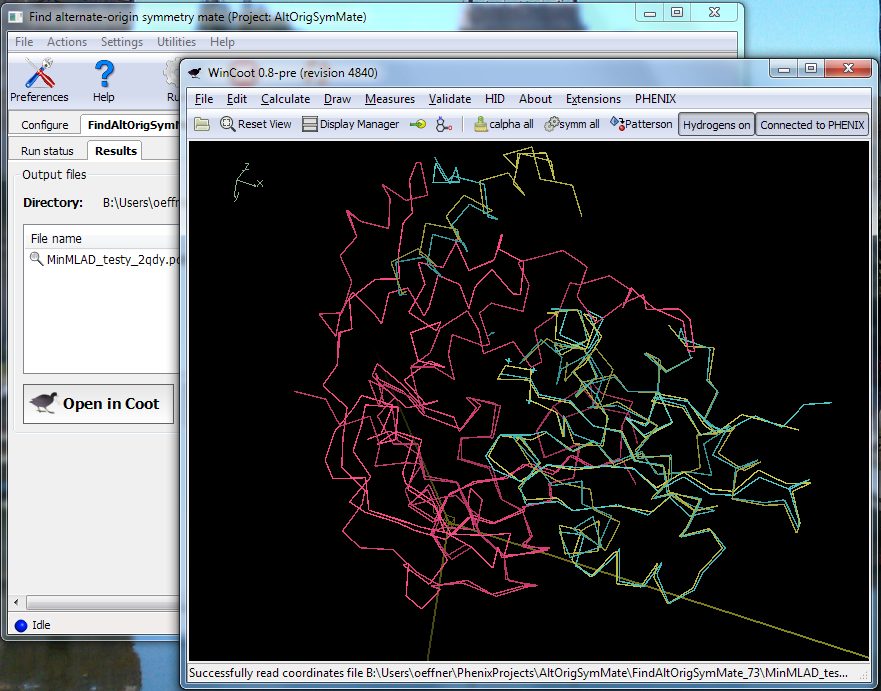 Find alternate-origin symmetry mate (Project: AltOrigSymMate)
File Actions Settings Utilities Help
Preferences Help
Configure
Run status Results
Output files
Directory: B:\Users\oeffn
File name
MinMLAD_testy_2qdy.pd
Open in Coot
Idle
WinCoot 0.8-pre (revision 4840)
File Edit Calculate Draw Measures Validate HID About Extensions PHENIX
Reset View Display Manager calpha all symm all Patterson Hydrogens on Connected to PHENIX
z
x
y
Successfully read coordinates file B:\Users\oeffner\PhenixProjects\AltOrigSymMate\FindAltOrigSymMate_73\MinMLAD_tes...